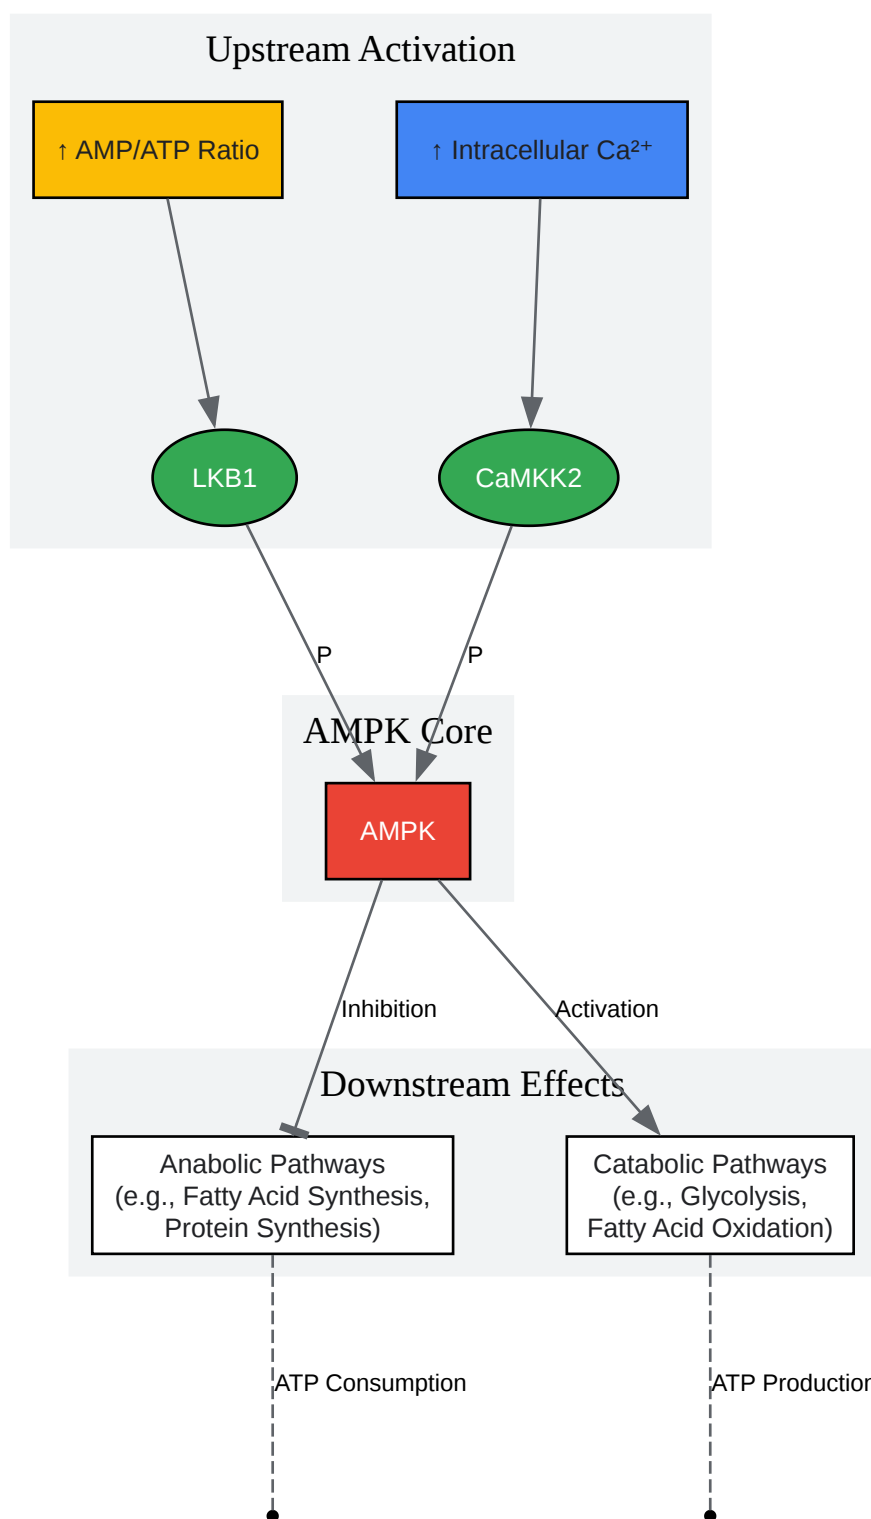 Upstream Activation
↑ AMP/ATP Ratio
↑ Intracellular Ca²⁺
LKB1
CaMKK2
P
P
AMPK Core
AMPK
Inhibition
Activation
Downstream Effects
Anabolic Pathways
(e.g., Fatty Acid Synthesis,
Protein Synthesis)
Catabolic Pathways
(e.g., Glycolysis,
Fatty Acid Oxidation)
ATP Consumption
ATP Production